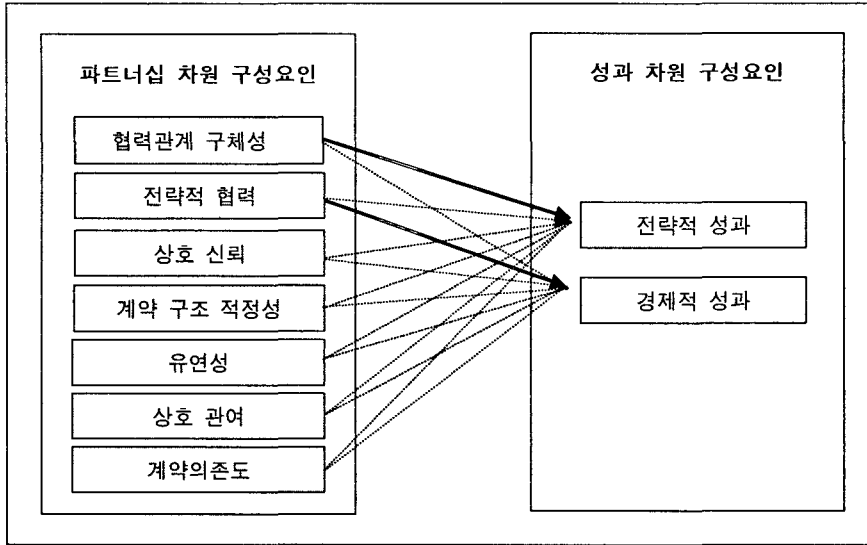 파트너십 차원 구성요인
협력관계 구체성
전략적 협력
상호 신뢰
계약 구조 적정성
유연성
상호 관여
계약의존도
성과 차원 구성요인
전략적 성과
경제적 성과